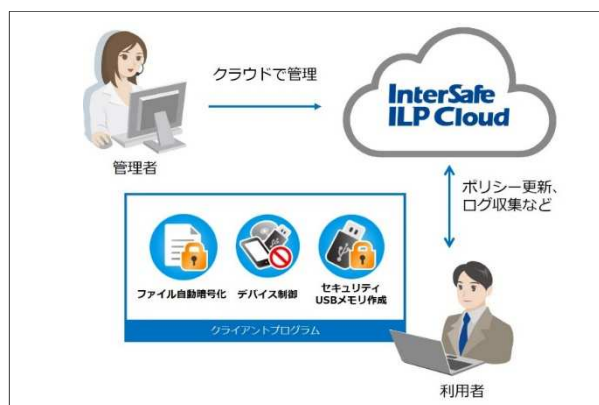 クラウドで管理
InterSafe
ILP Cloud
管理者
ポリシー更新、
ログ収集など
ファイル自動暗号化
デバイス制御
セキュリティ
USBメモリ作成
クライアントプログラム
利用者